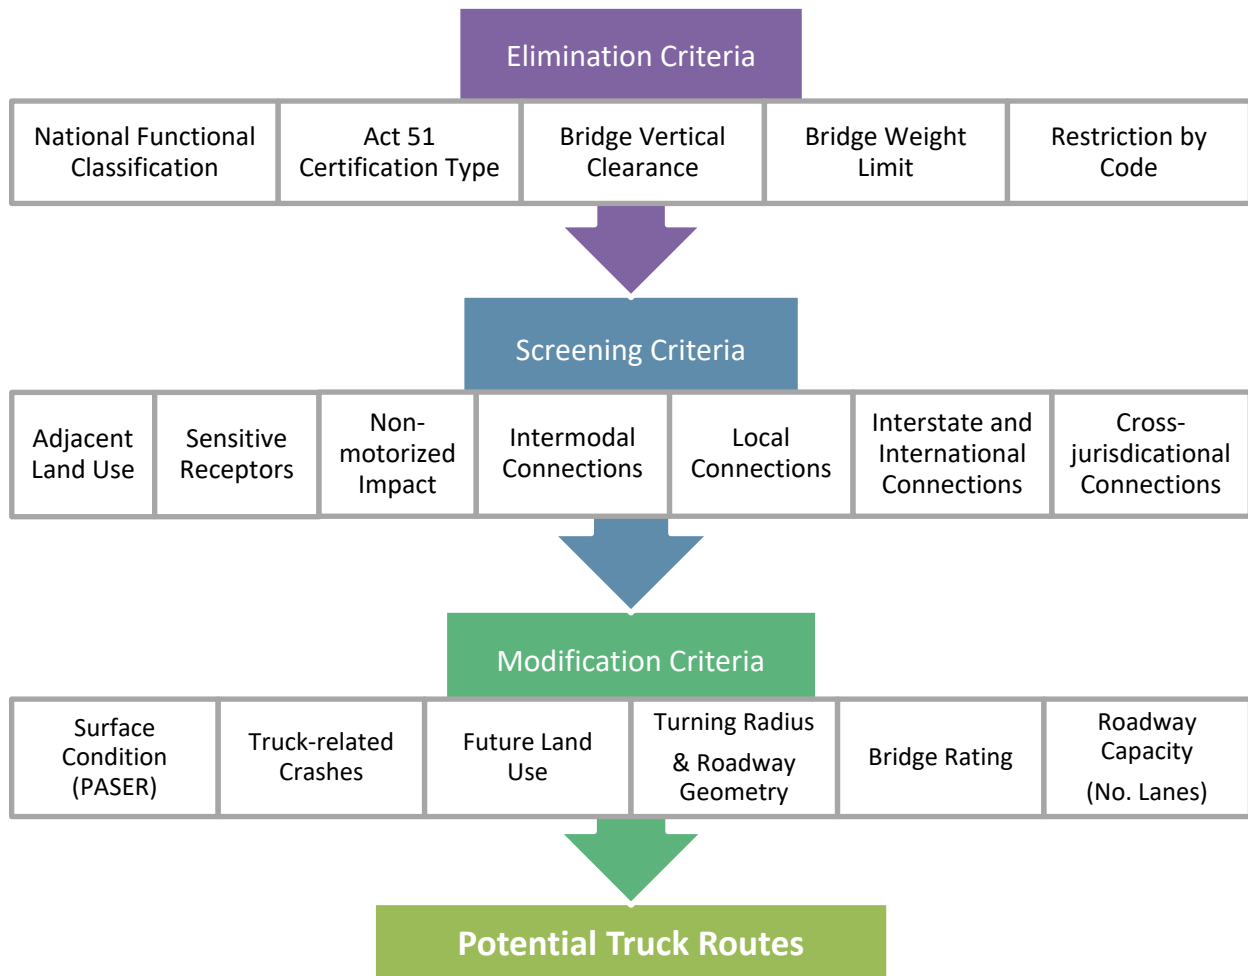 Elimination Criteria
National Functional
Classification
Act 51
Certification Type
Bridge Vertical
Clearance
Bridge Weight
Limit
Restriction by
Code
Screening Criteria
Adjacent
Land Use
Sensitive
Receptors
Non-
motorized
Impact
Intermodal
Connections
Local
Connections
Interstate and
International
Connections
Cross-
jurisdicational
Connections
Modification Criteria
Surface
Condition
(PASER)
Truck-related
Crashes
Future Land
Use
Turning Radius
& Roadway
Geometry
Bridge Rating
Roadway
Capacity
(No. Lanes)
Potential Truck Routes